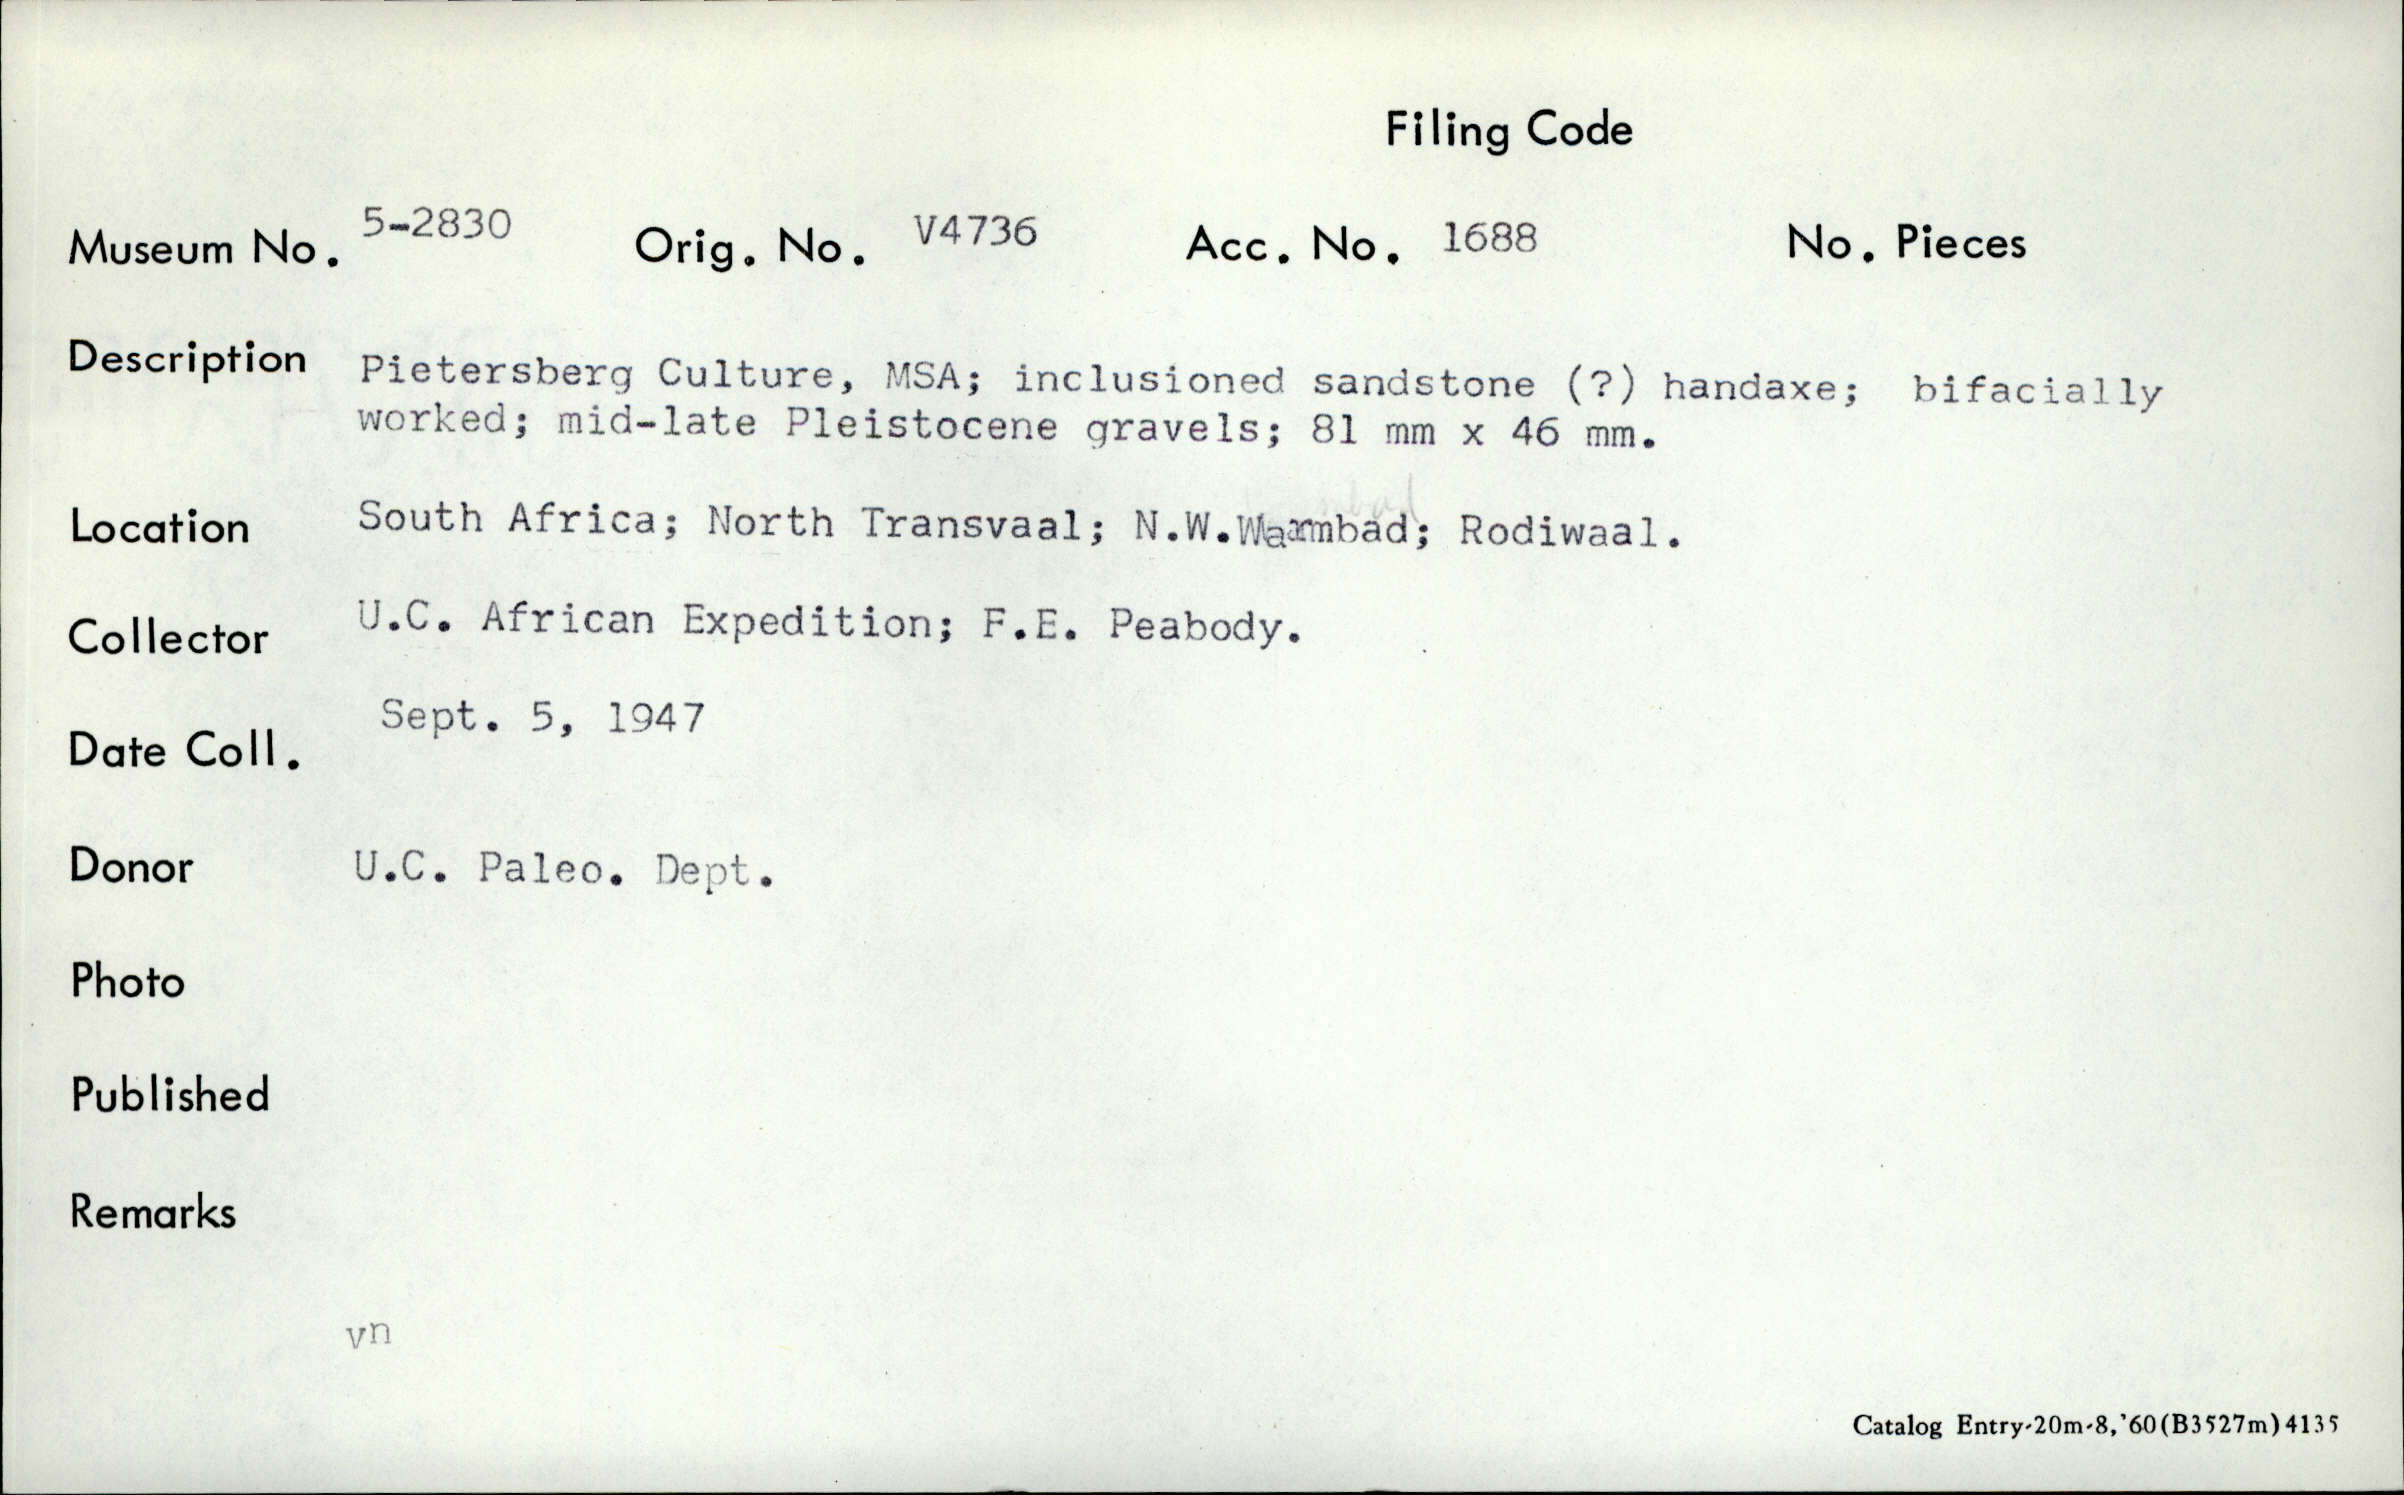 Filing Code
Museum No. 5-2830 Orig. No. V4736 Acc. No. 1688 No. Pieces
Description Pietersberg Culture, MSA; inclusioned sandstone (?) handaxe; bifacially
worked; mid-late Pleistocene gravels; 81 mm x 46 mm.
Location South Africa; North Transvaal; N.W.Warmbad; Rodiwaal.
Collector U.C. African Expedition; F.E. Peabody.
Date Coll. Sept. 5, 1947
Donor U.C. Paleo. Dept.
Photo
Published
Remarks
vn
Catalog Entry-20m-8,'60(B3527m)4135